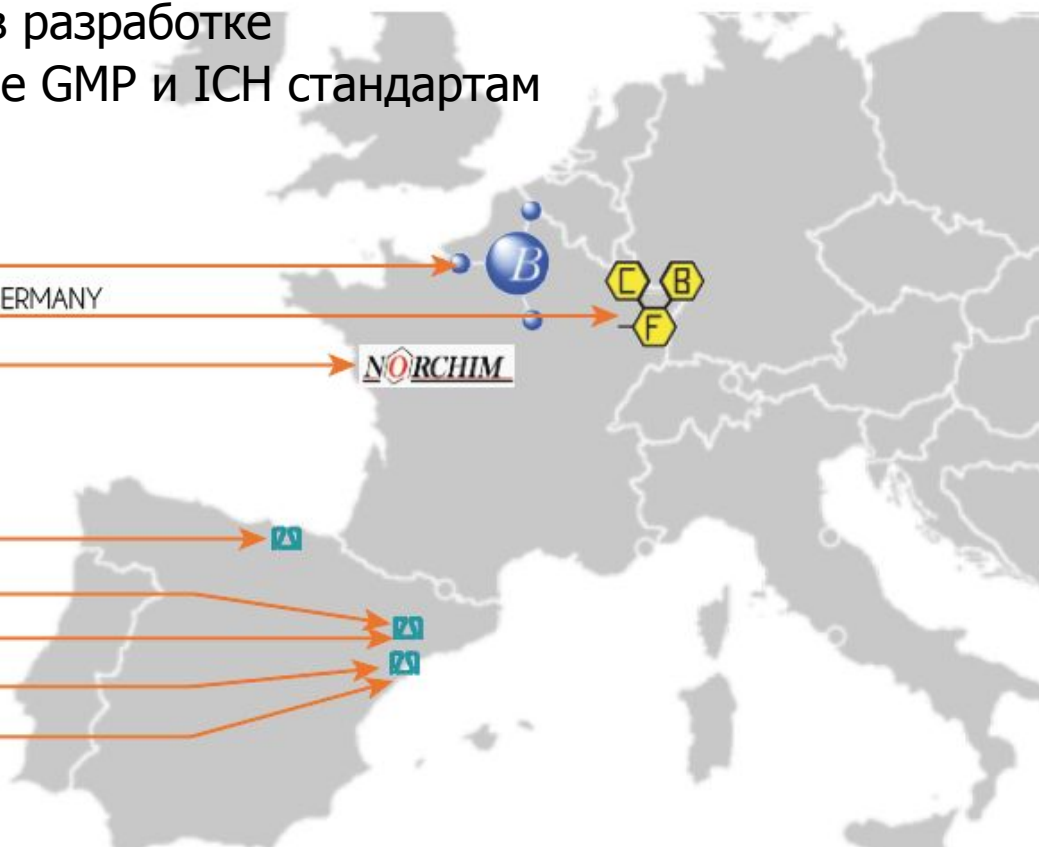 в разработке
е GMP и ICH стандартам
B
ERMANY
C B
F
NORCHIM